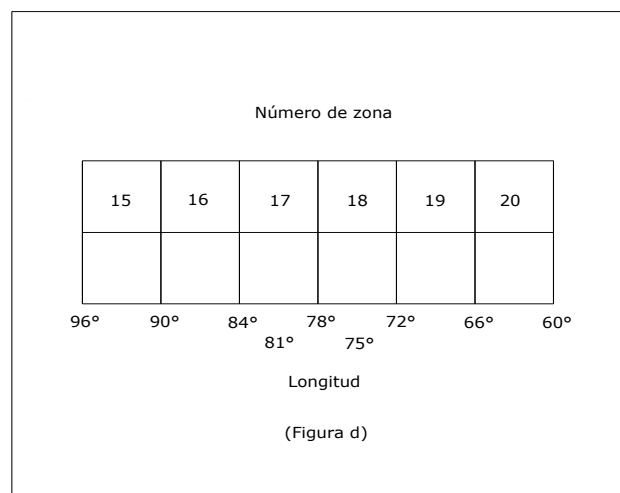 Número de zona
15 16 17 18 19 20
96° 90° 84° 78° 72° 66° 60°
81° 75°
Longitud
(Figura d)